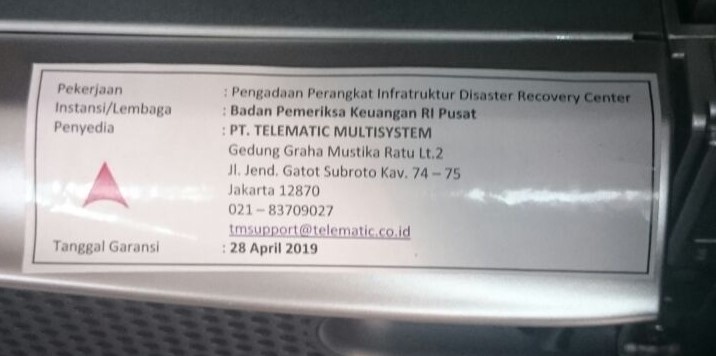 Pekerjaan : Pengadaan Perangkat Infratruktur Disaster Recovery Center
Instansi/Lembaga : Badan Pemeriksa Keuangan RI Pusat
Penyedia : PT. TELEMATIC MULTISYSTEM
Gedung Graha Mustika Ratu Lt.2
Jl. Jend. Gatot Subroto Kav. 74 – 75
Jakarta 12870
021 – 83709027
tmsupport@telematic.co.id
Tanggal Garansi : 28 April 2019